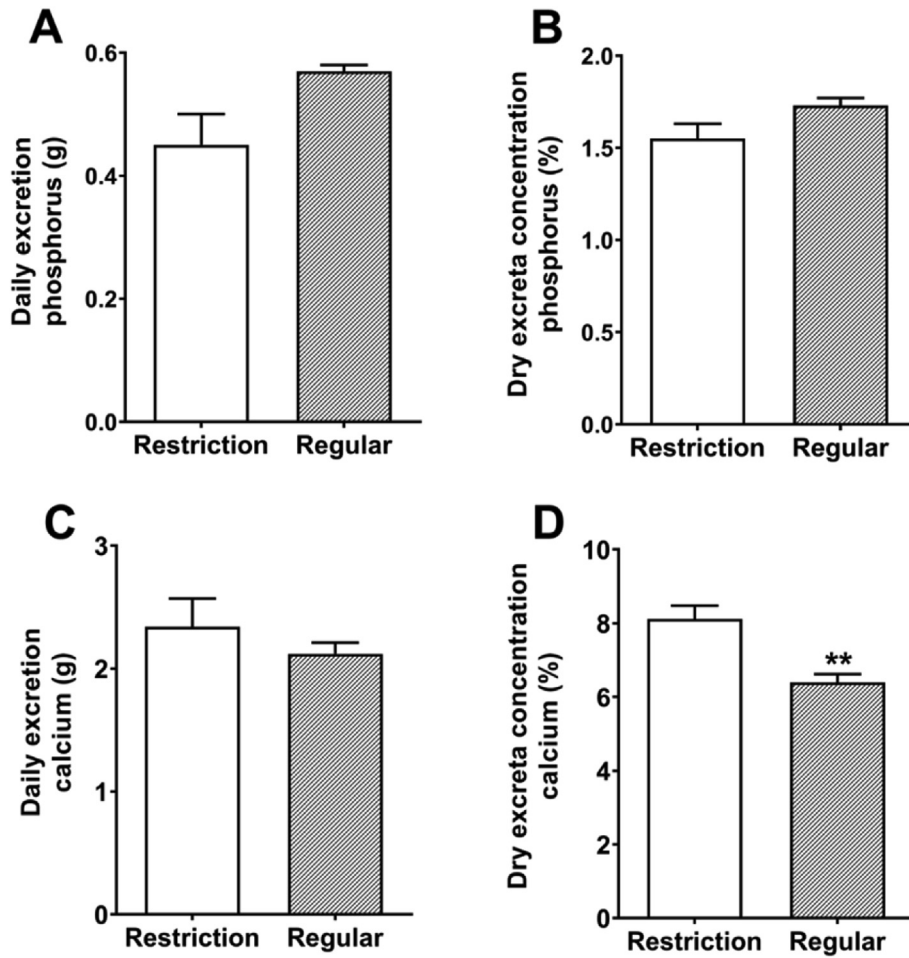 A
Daily excretion
phosphorus (g)
0.6
0.4
0.2
0.0
Restriction
Regular
B
Dry excreta concentration
phosphorus (%)
2.0
1.5
1.0
0.5
0.0
Restriction
Regular
C
Daily excretion
calcium (g)
3
2
1
0
Restriction
Regular
D
Dry excreta concentration
calcium (%)
10
8
6
4
2
0
**
Restriction
Regular